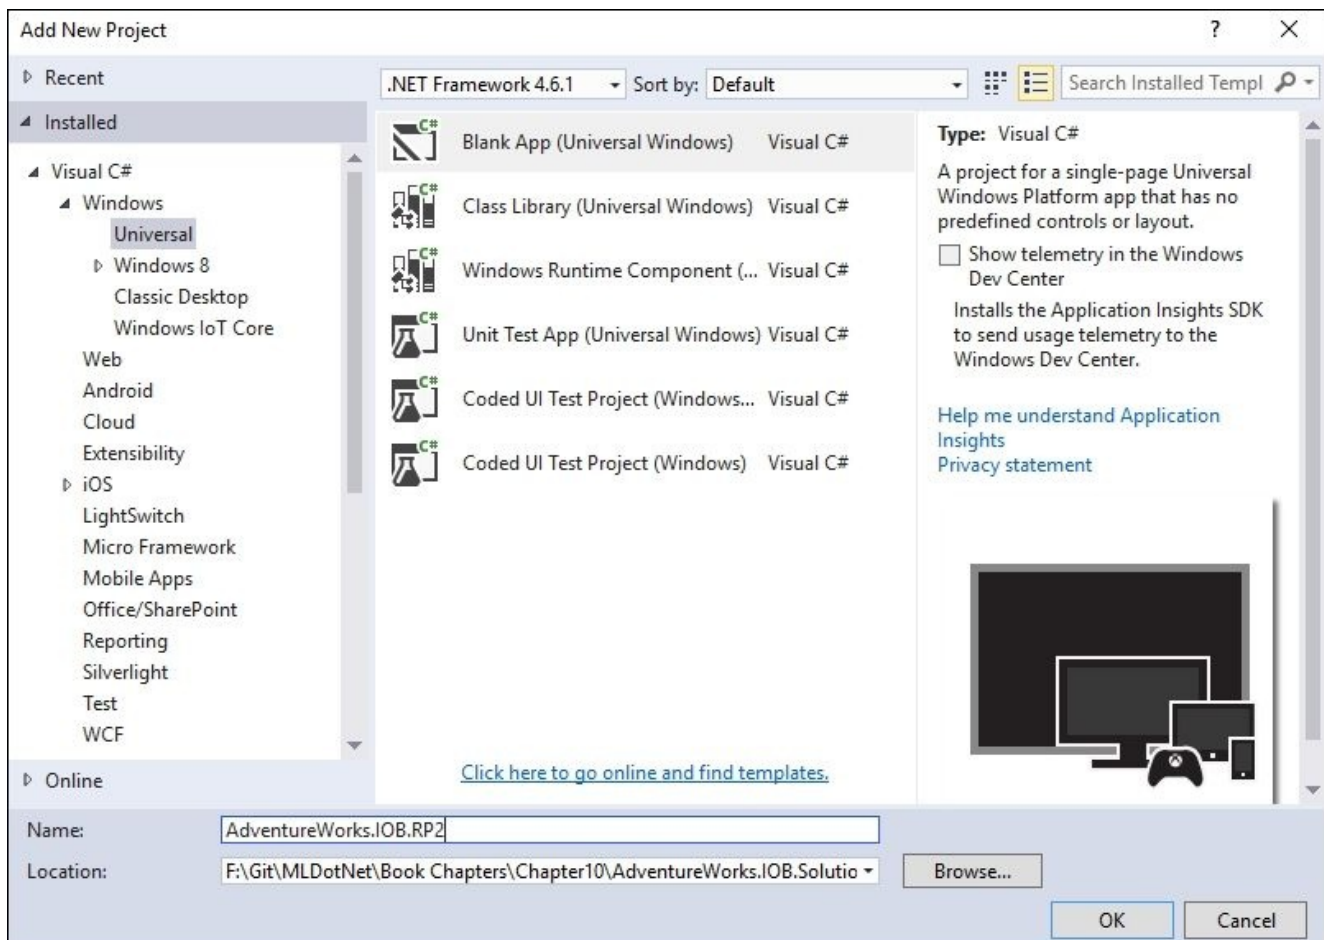 Add New Project
?
Recent
.NET Framework 4.6.1
Sort by: Default
Search Installed Templ
Installed
Visual C#
Windows
Universal
Windows 8
Classic Desktop
Windows IoT Core
Web
Android
Cloud
Extensibility
iOS
LightSwitch
Micro Framework
Mobile Apps
Office/SharePoint
Reporting
Silverlight
Test
WCF
Online
C# Blank App (Universal Windows) Visual C#
C# Class Library (Universal Windows) Visual C#
C# Windows Runtime Component (... Visual C#
C# Unit Test App (Universal Windows) Visual C#
C# Coded UI Test Project (Windows... Visual C#
C# Coded UI Test Project (Windows) Visual C#
Click here to go online and find templates.
Type: Visual C#
A project for a single-page Universal
Windows Platform app that has no
predefined controls or layout.
Show telemetry in the Windows
Dev Center
Installs the Application Insights SDK
to send usage telemetry to the
Windows Dev Center.
Help me understand Application
Insights
Privacy statement
Name: AdventureWorks.IOB.RP2
Location: F:\Git\MLDotNet\Book Chapters\Chapter10\AdventureWorks.IOB.Solutio
Browse...
OK
Cancel